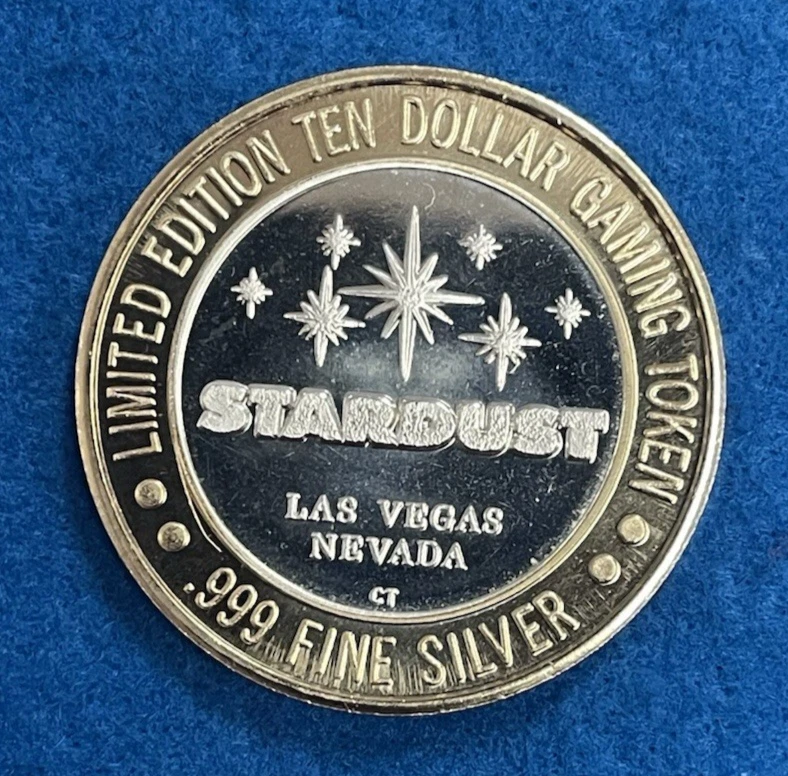 LIMITED EDITION TEN DOLLAR GAMING TOKEN
STARDUST
LAS VEGAS
NEVADA
CT
.999 FINE SILVER